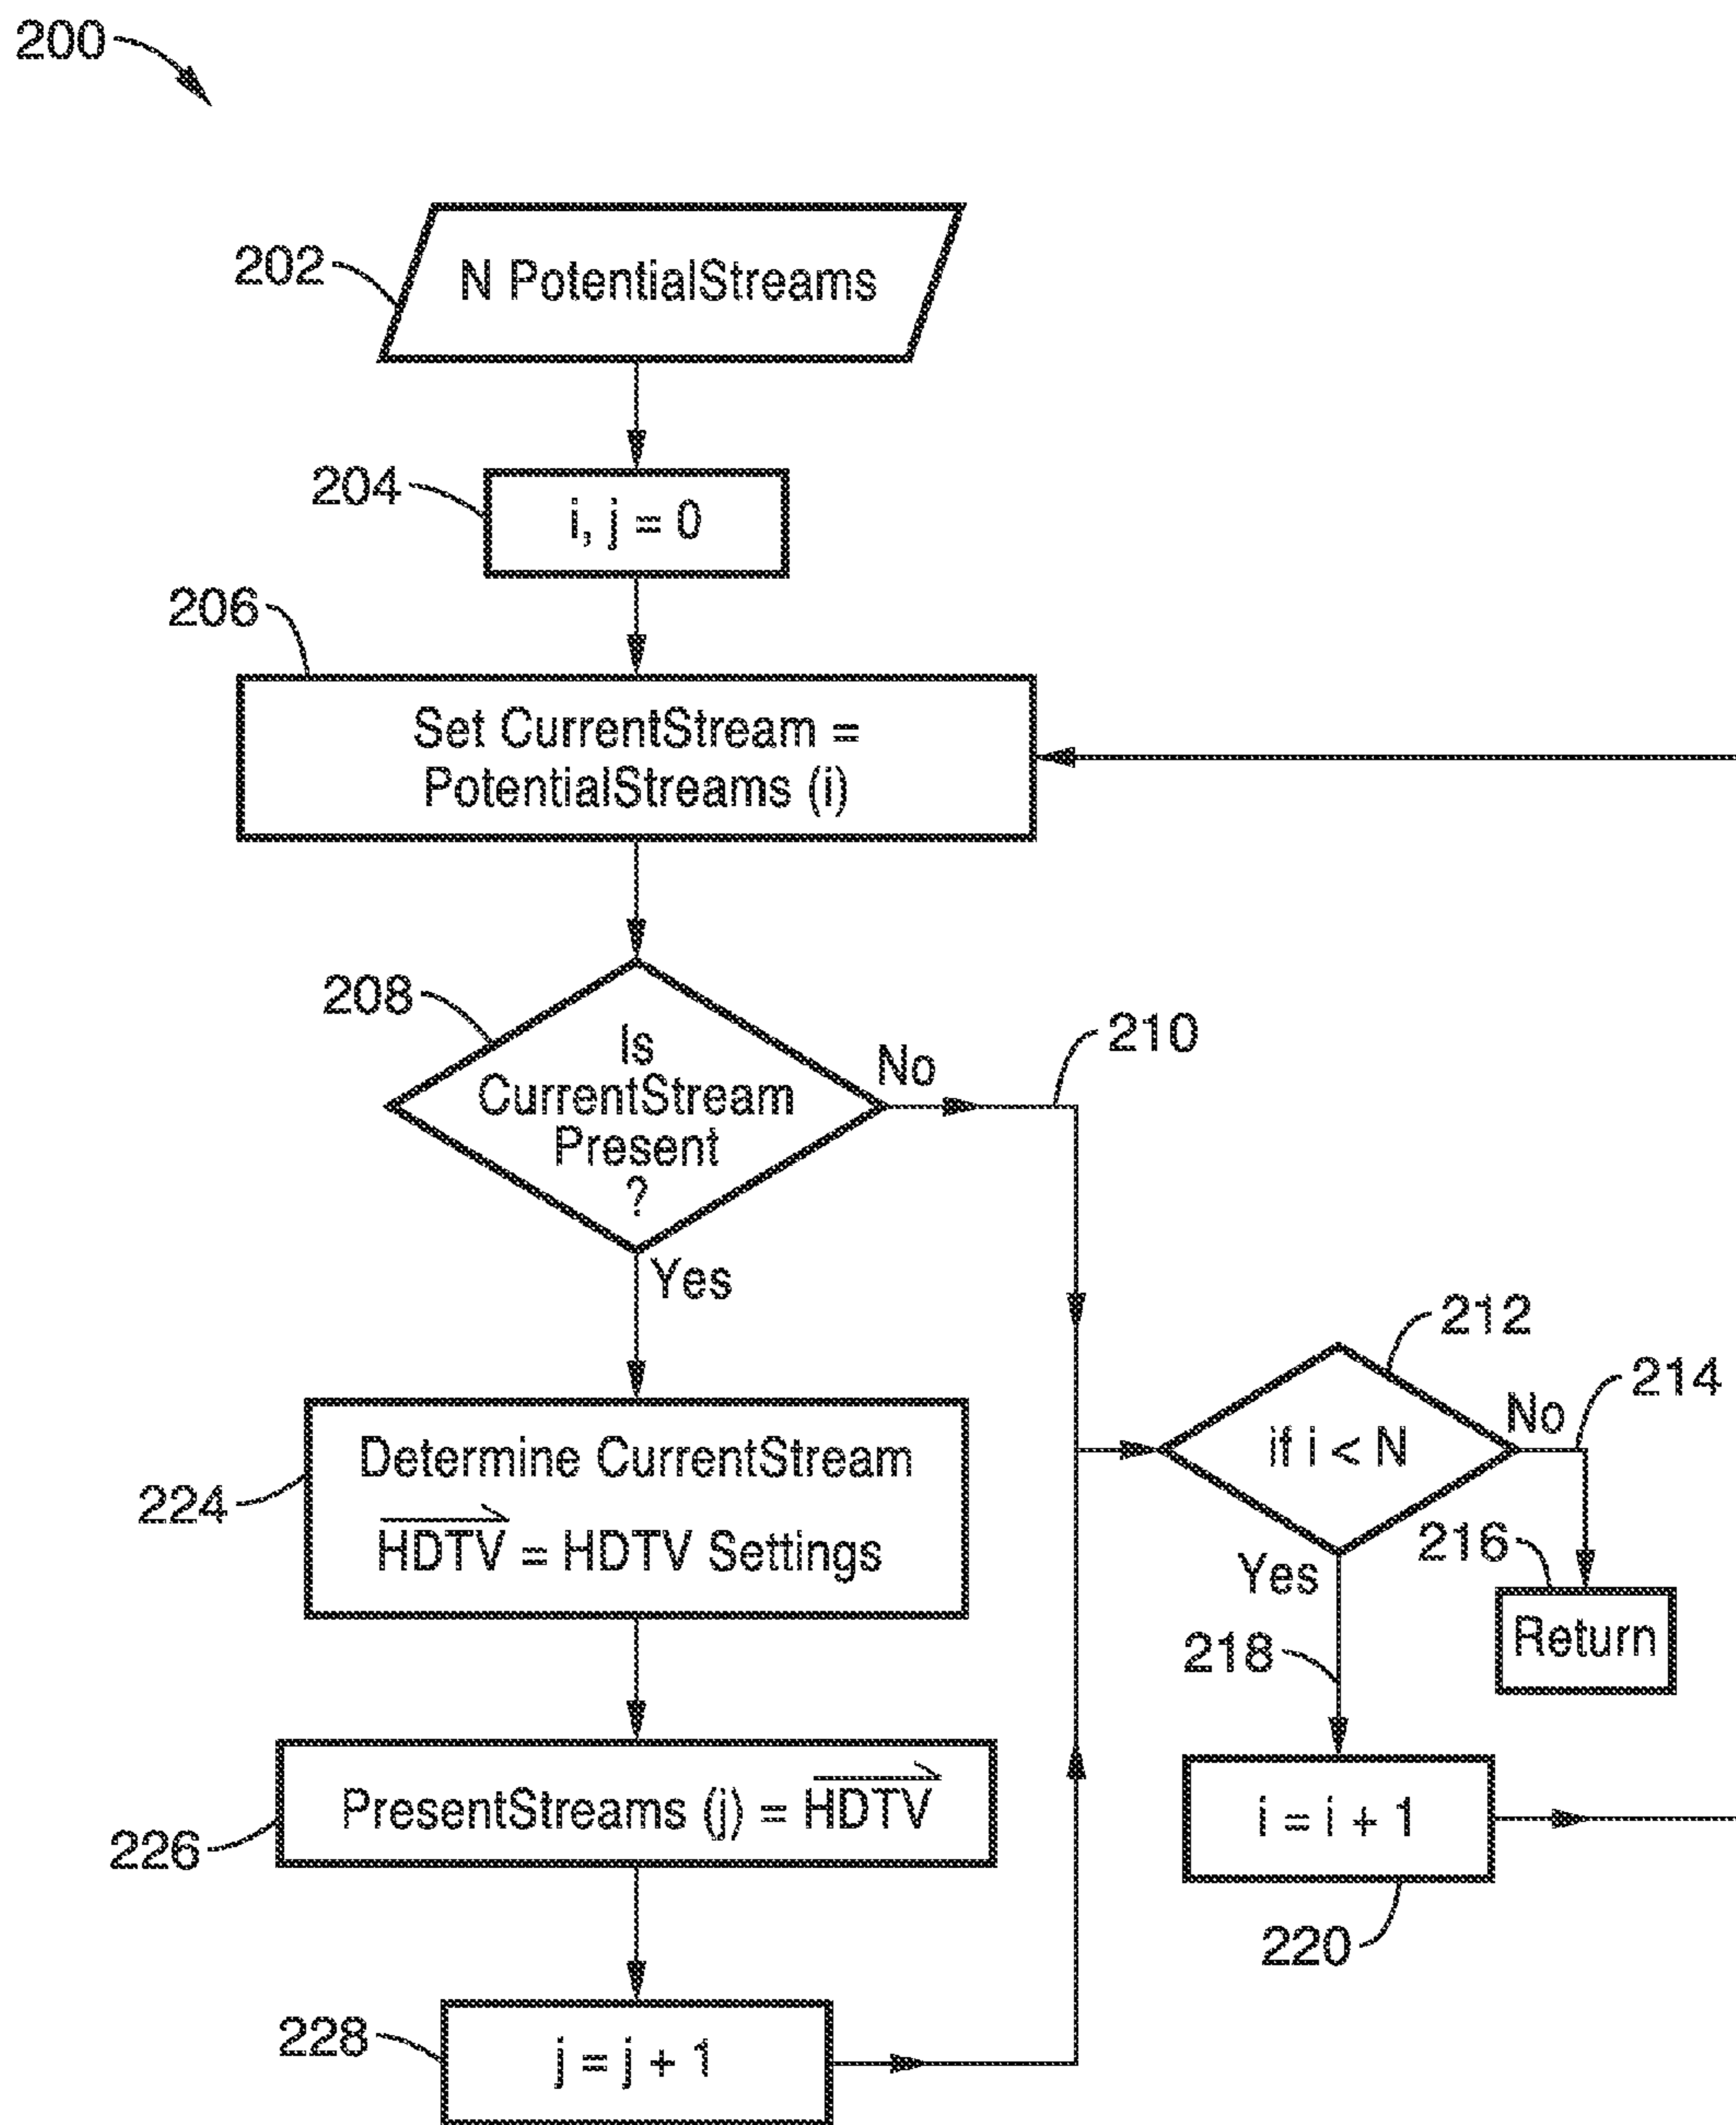 200
202
N PotentialStreams
204
i, j = 0
206
Set CurrentStream =
PotentialStreams (i)
208
Is
CurrentStream
Present
?
No
210
Yes
212
if i < N
No
214
Yes
216
Return
218
224
Determine CurrentStream
HDTV = HDTV Settings
226
PresentStreams (j) = HDTV
i = i + 1
220
228
j = j + 1